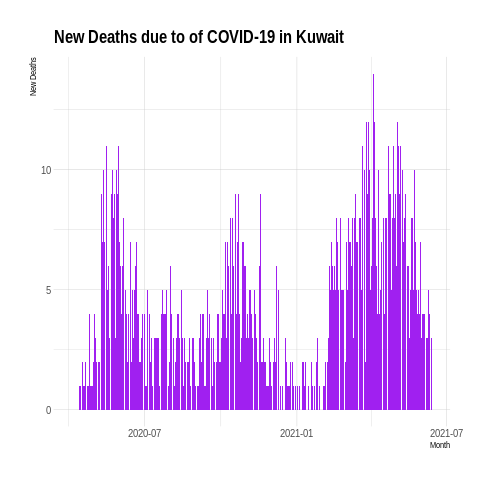 New Deaths due to of COVID-19 in Kuwait
New Deaths
10
5
0
2020-07
2021-01
2021-07
Month